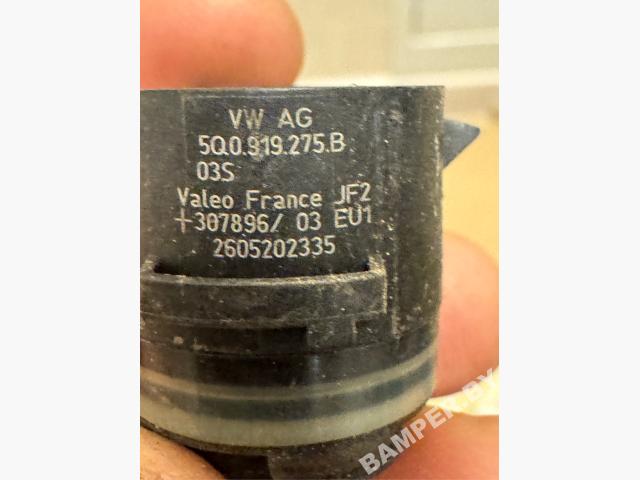 VW AG
5Q0.919.275.B
03S
Valeo France JF2
+307896/ 03 EU1
2605202335
BAMPER.BY